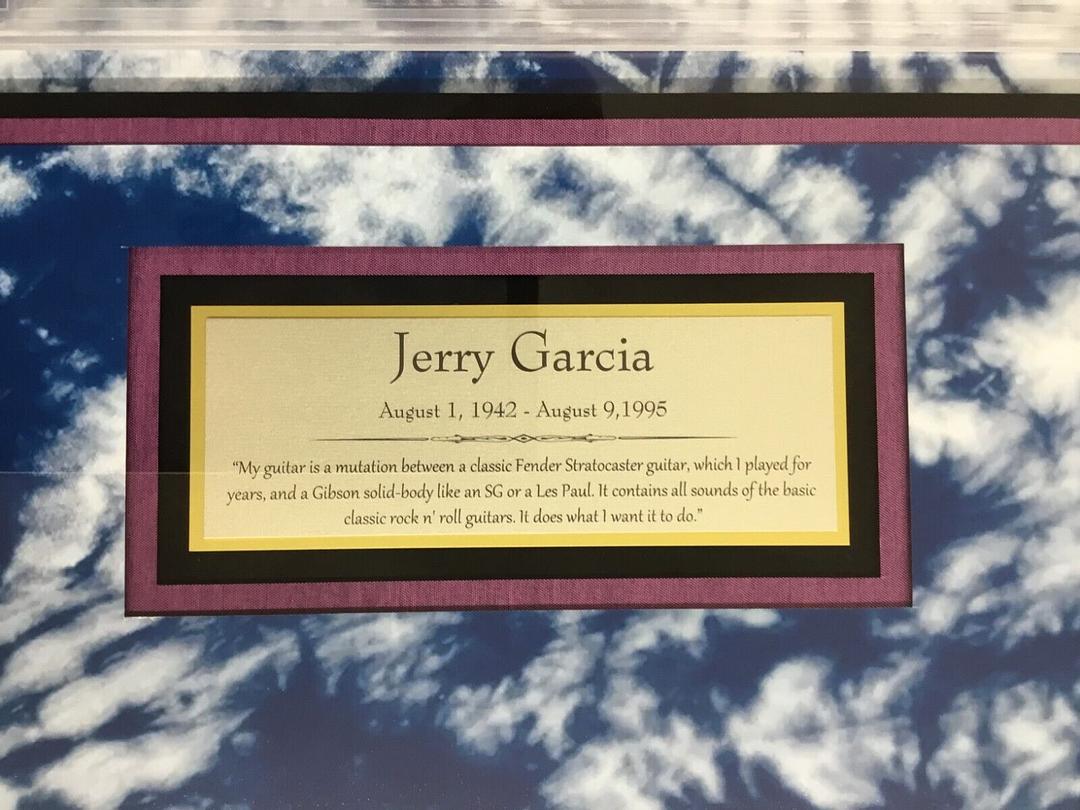 Jerry Garcia
August 1, 1942 - August 9,1995
“My guitar is a mutation between a classic Fender Stratocaster guitar, which I played for
years, and a Gibson solid-body like an SG or a Les Paul. It contains all sounds of the basic
classic rock n' roll guitars. It does what I want it to do.”